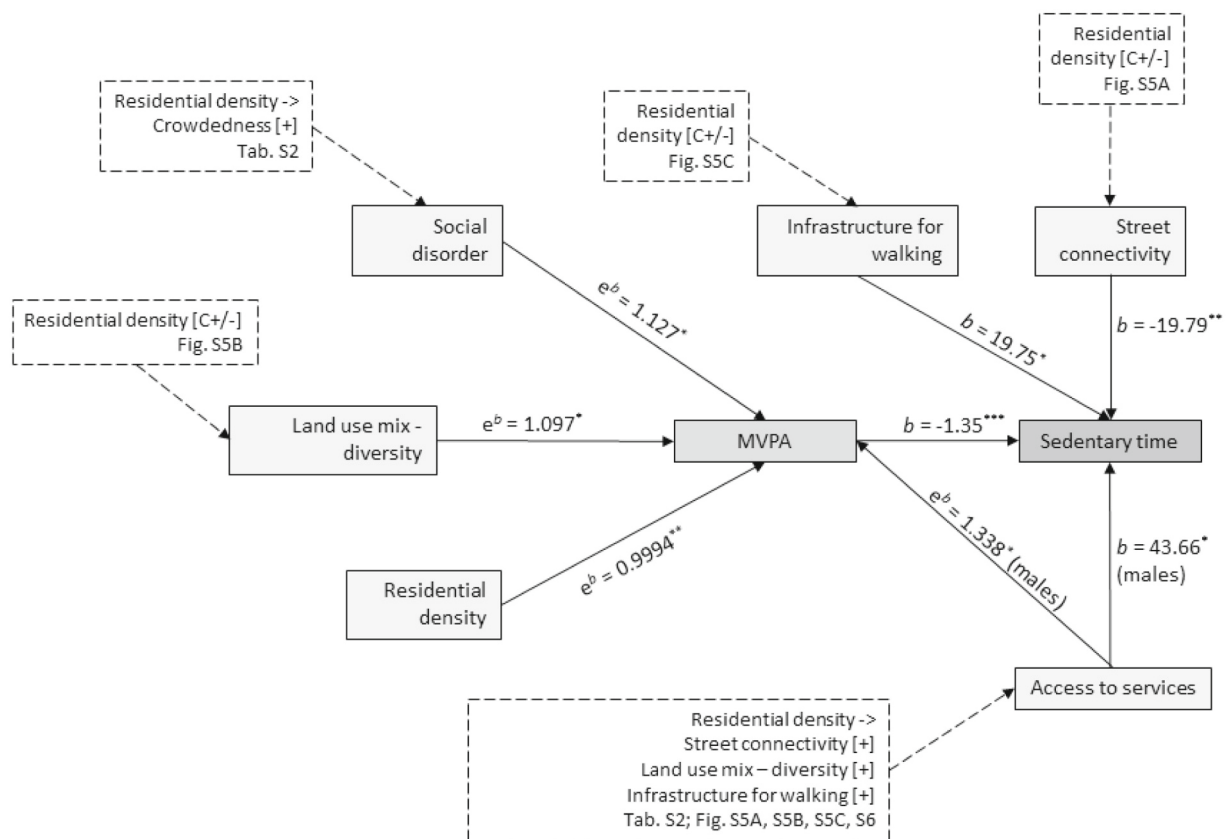 Residential
density [C+/-]
Fig. S5A
Residential density ->
Crowdedness [+]
Tab. S2
Residential
density [C+/-]
Fig. S5C
Social
disorder
Infrastructure for
walking
Street
connectivity
e^b = 1.127*
b = 19.75*
b = -19.79**
Residential density [C+/-]
Fig. S5B
Land use mix -
diversity
e^b = 1.097*
MVPA
b = -1.35***
Sedentary time
e^b = 0.9994**
e^b = 1.338* (males)
b = 43.66*
(males)
Residential
density
Access to services
Residential density ->
Street connectivity [+]
Land use mix – diversity [+]
Infrastructure for walking [+]
Tab. S2; Fig. S5A, S5B, S5C, S6